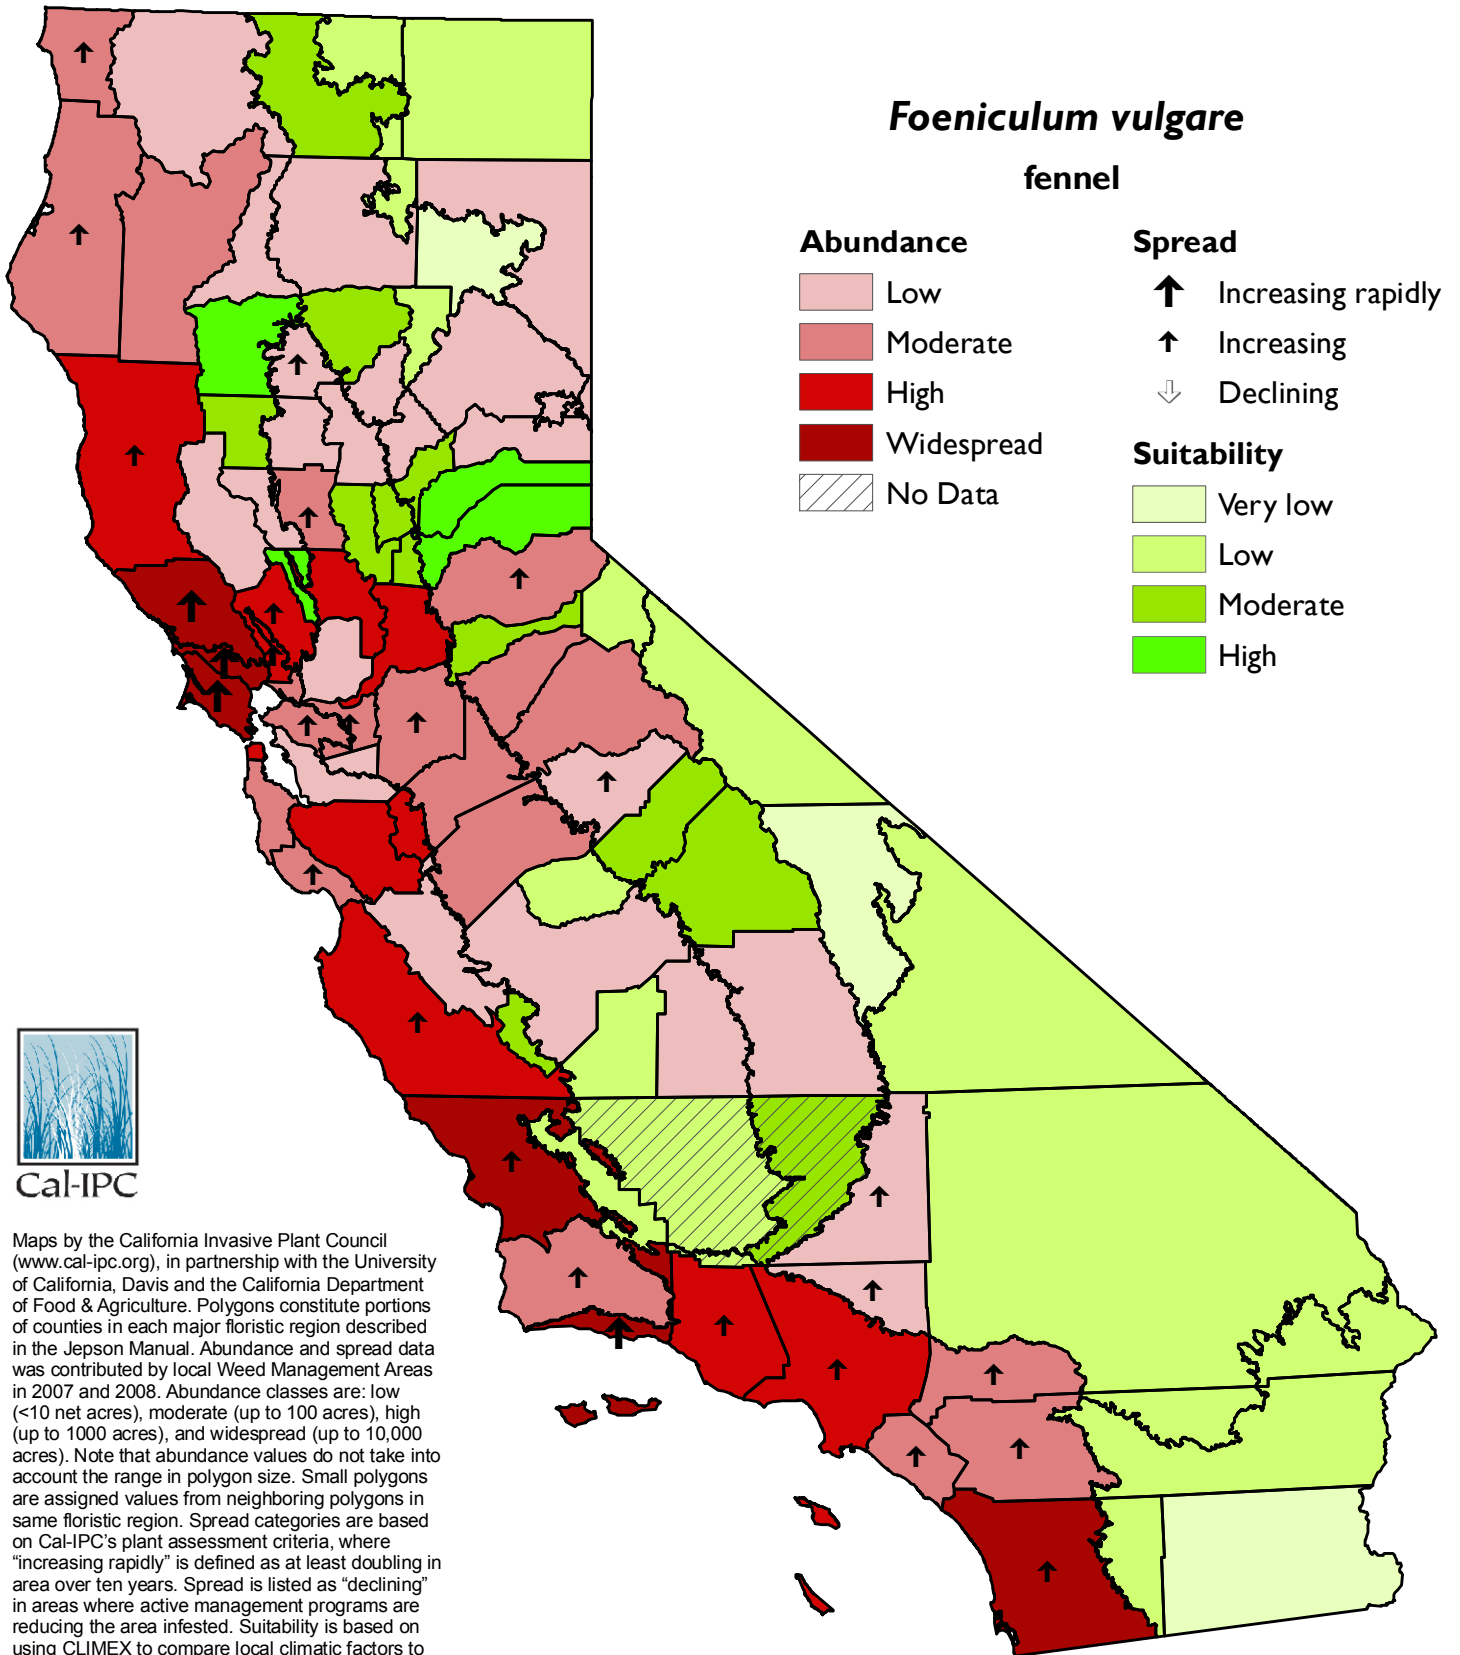 Foeniculum vulgare
fennel
Abundance
Low
Moderate
High
Widespread
No Data
Spread
Increasing rapidly
Increasing
Declining
Suitability
Very low
Low
Moderate
High
Cal-IPC
Maps by the California Invasive Plant Council
(www.cal-ipc.org), in partnership with the University
of California, Davis and the California Department
of Food & Agriculture. Polygons constitute portions
of counties in each major floristic region described
in the Jepson Manual. Abundance and spread data
was contributed by local Weed Management Areas
in 2007 and 2008. Abundance classes are: low
(<10 net acres), moderate (up to 100 acres), high
(up to 1000 acres), and widespread (up to 10,000
acres). Note that abundance values do not take into
account the range in polygon size. Small polygons
are assigned values from neighboring polygons in
same floristic region. Spread categories are based
on Cal-IPC's plant assessment criteria, where
“increasing rapidly” is defined as at least doubling in
area over ten years. Spread is listed as “declining”
in areas where active management programs are
reducing the area infested. Suitability is based on
using CLIMEX to compare local climatic factors to